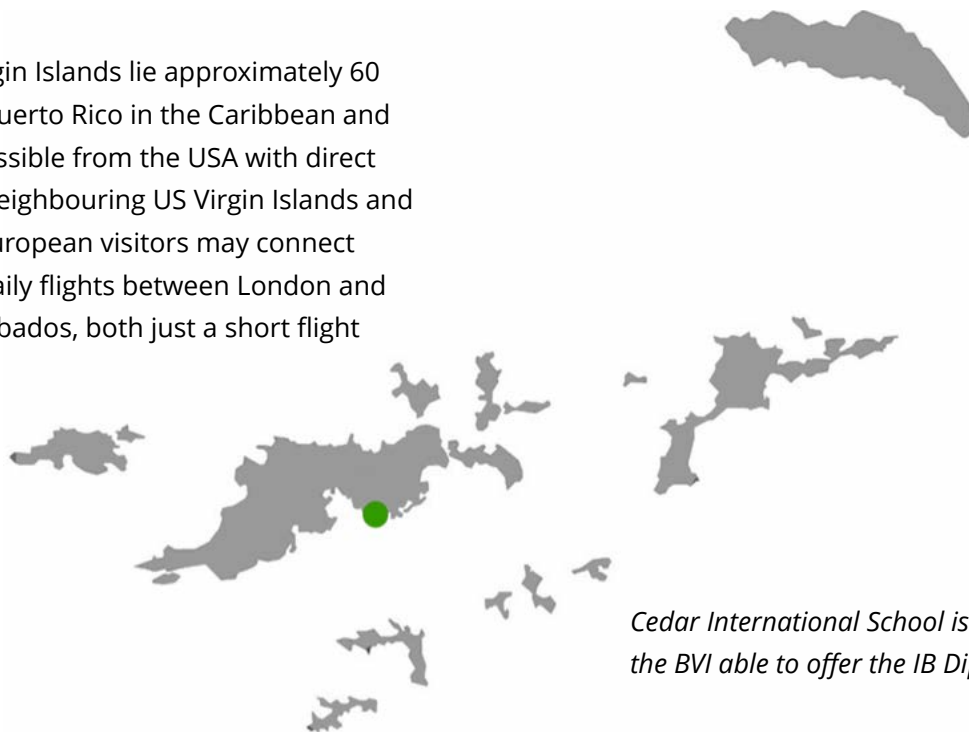 gin Islands lie approximately 60
uerto Rico in the Caribbean and
ssible from the USA with direct
eighbouring US Virgin Islands and
uropean visitors may connect
aily flights between London and
bados, both just a short flight
Cedar International School is
the BVI able to offer the IB Dip